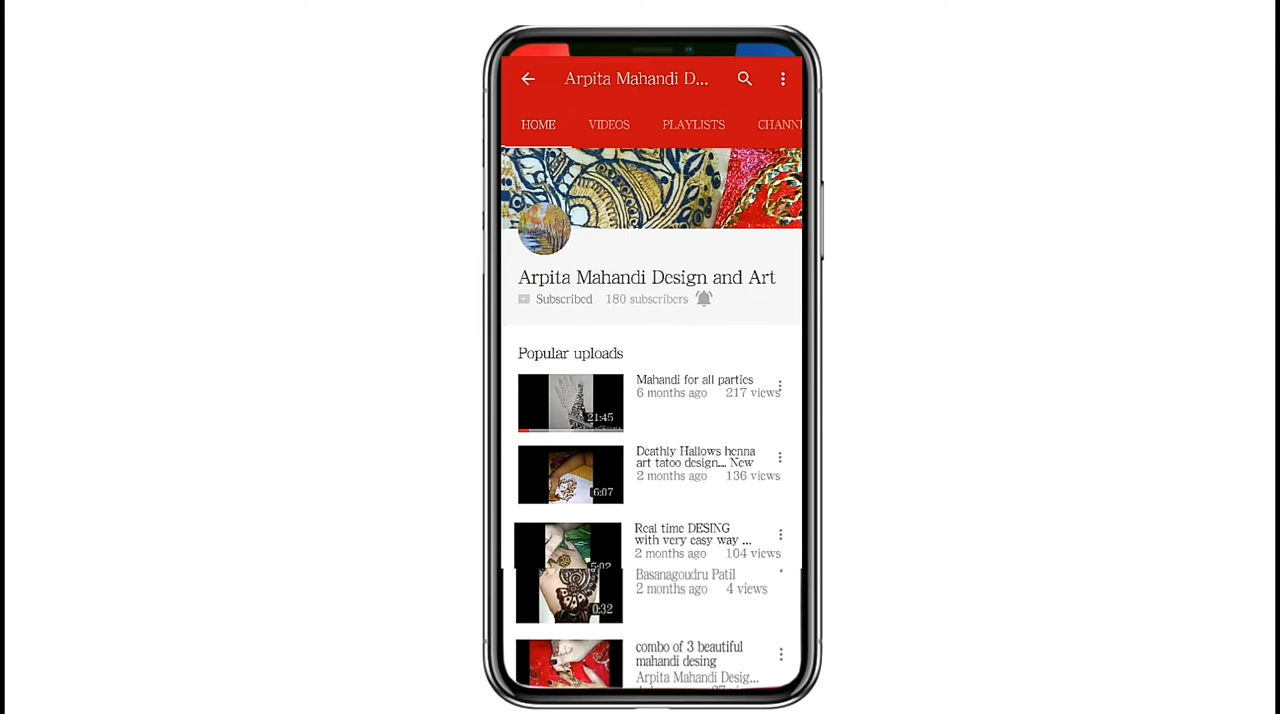 Arpita Mahandi D...
HOME VIDEOS PLAYLISTS CHANN
Arpita Mahandi Design and Art
Subscribed 180 subscribers
Popular uploads
Mahandi for all parties
6 months ago 217 views
21:45
Deathly Hallows henna
art tatoo design.... New
2 months ago 136 views
6:07
Real time DESING
with very easy way ...
2 months ago 104 views
5:02
Basanagoudru Patil
2 months ago 4 views
0:32
combo of 3 beautiful
mahandi desing
Arpita Mahandi Desig...